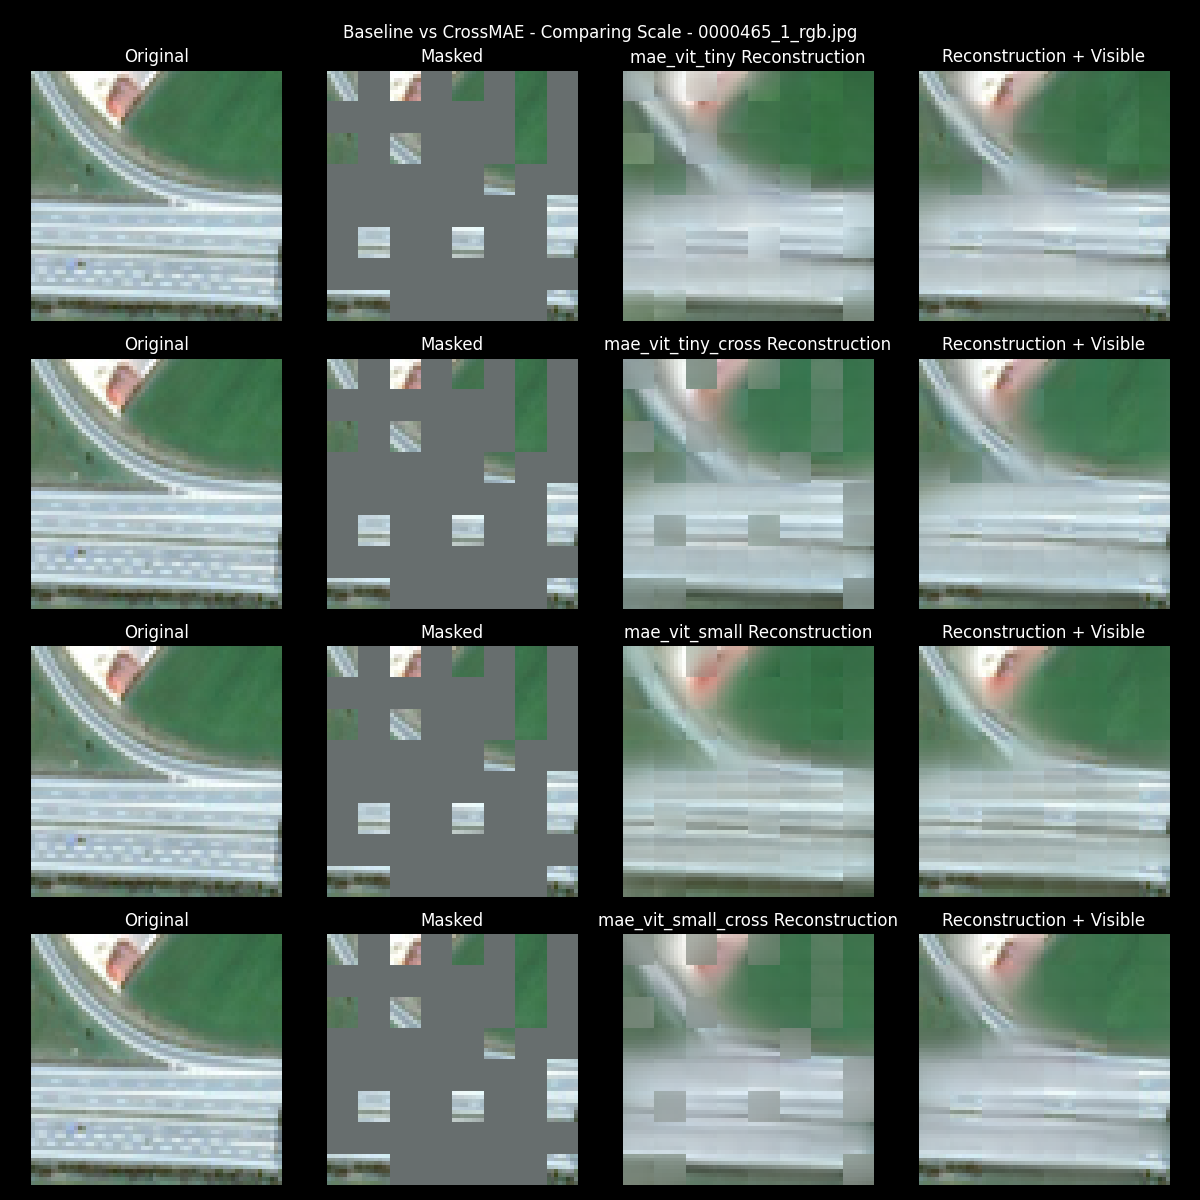 Baseline vs CrossMAE - Comparing Scale - 0000465_1_rgb.jpg
Original
Masked
mae_vit_tiny Reconstruction
Reconstruction + Visible
Original
Masked
mae_vit_tiny_cross Reconstruction
Reconstruction + Visible
Original
Masked
mae_vit_small Reconstruction
Reconstruction + Visible
Original
Masked
mae_vit_small_cross Reconstruction
Reconstruction + Visible